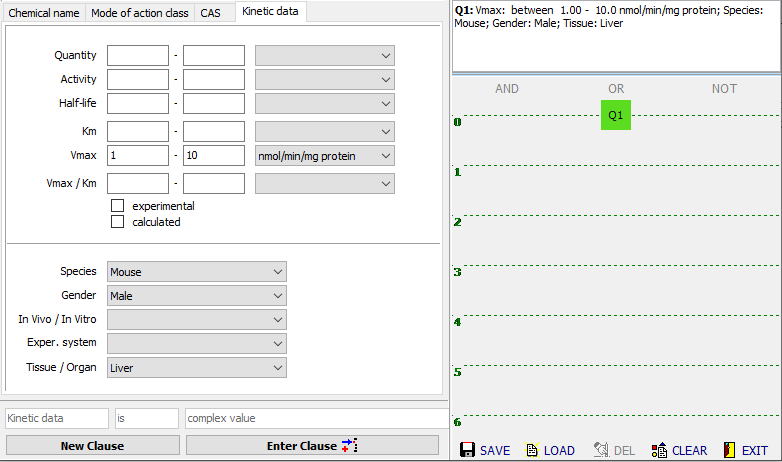 Chemical name Mode of action class CAS Kinetic data
Quantity -
Activity -
Half-life -
Km -
Vmax 1 - 10 nmol/min/mg protein
Vmax / Km -
experimental
calculated
Species Mouse
Gender Male
In Vivo / In Vitro
Exper. system
Tissue / Organ Liver
Kinetic data is complex value
New Clause Enter Clause
Q1: Vmax: between 1.00 - 10.0 nmol/min/mg protein; Species:
Mouse; Gender: Male; Tissue: Liver
AND OR NOT
0 Q1
1
2
3
4
5
6
SAVE LOAD DEL CLEAR EXIT